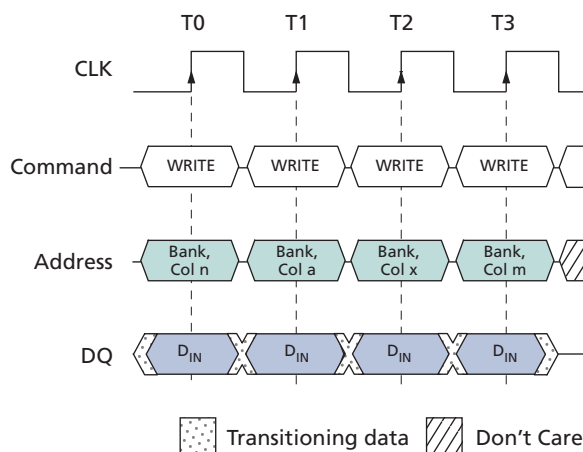 T0 T1 T2 T3
CLK
Command WRITE WRITE WRITE WRITE
Address Bank, Bank, Bank, Bank,
Col n Col a Col x Col m
DQ DIN DIN DIN DIN
Transitioning data Don't Care